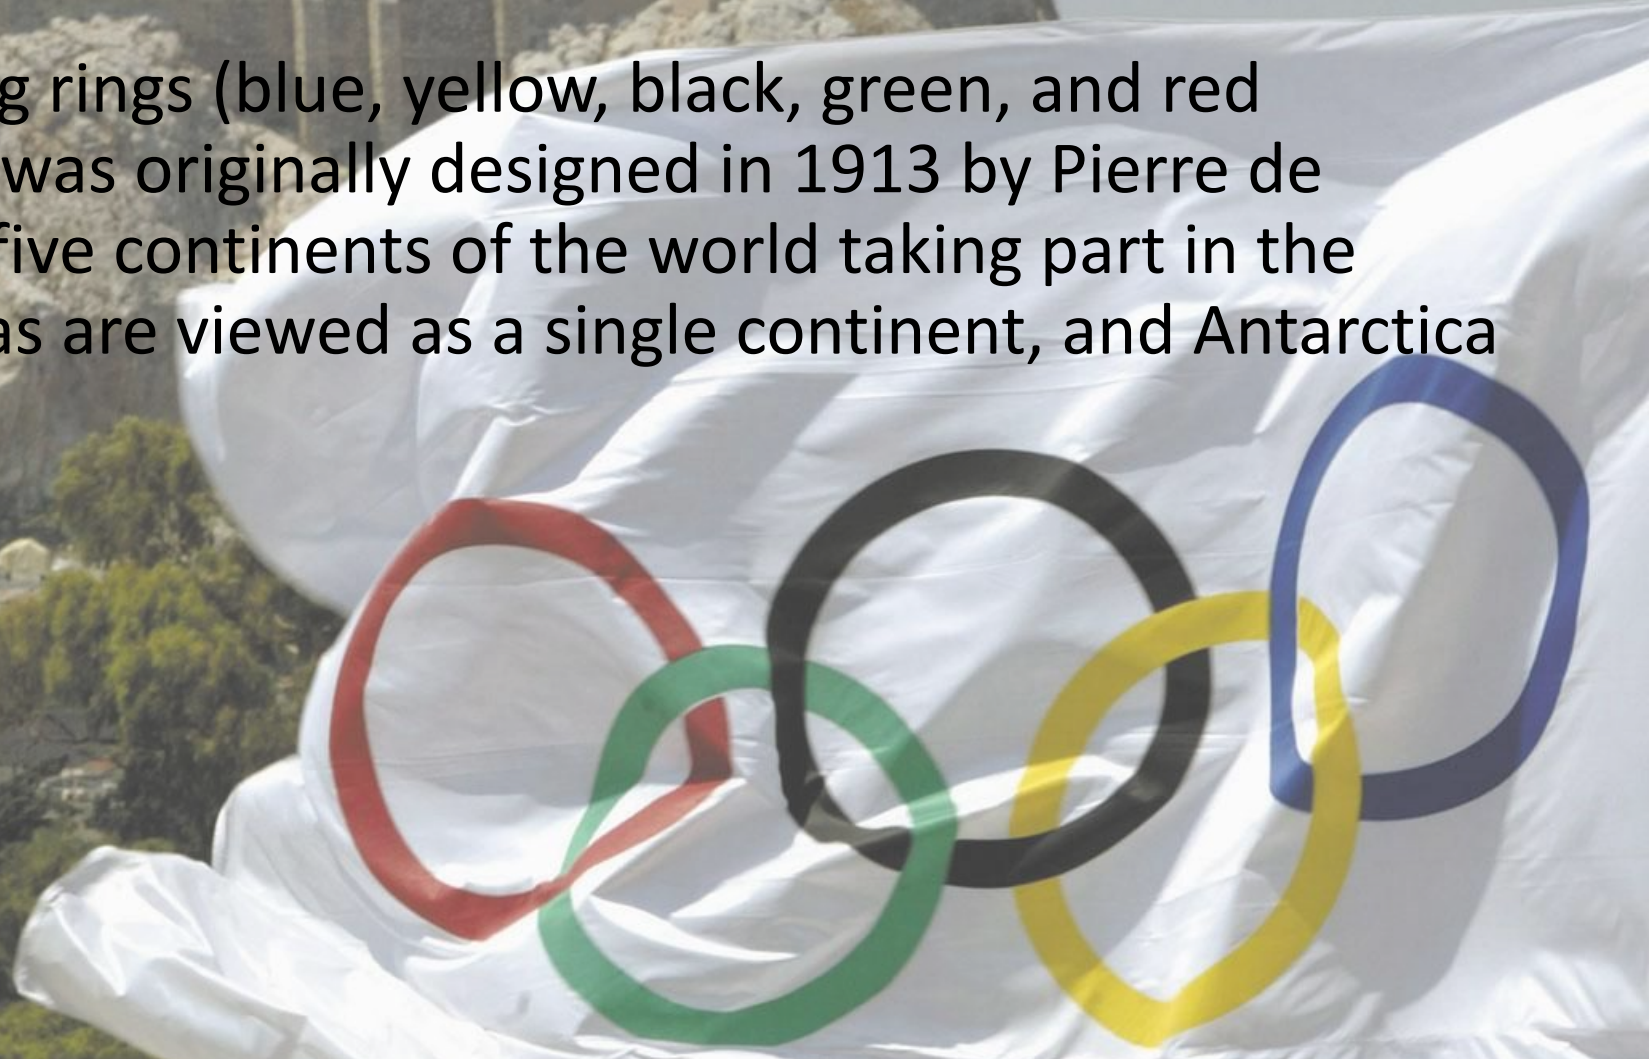 g rings (blue, yellow, black, green, and red
was originally designed in 1913 by Pierre de
five continents of the world taking part in the
as are viewed as a single continent, and Antarctica